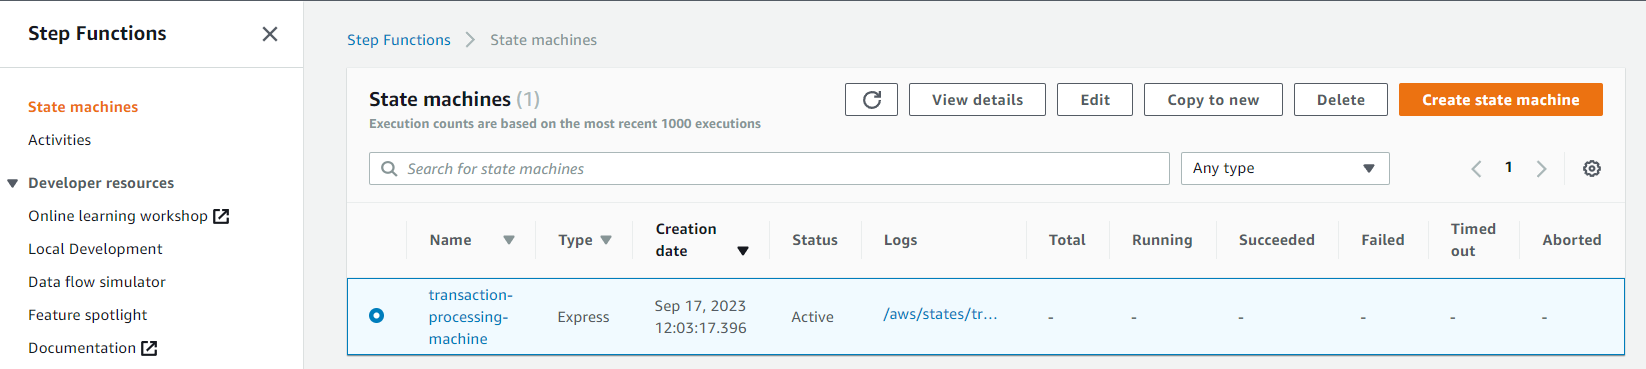 Step Functions
State machines
Activities
Developer resources
Online learning workshop
Local Development
Data flow simulator
Feature spotlight
Documentation
Step Functions > State machines
State machines (1)
Execution counts are based on the most recent 1000 executions
View details
Edit
Copy to new
Delete
Create state machine
Search for state machines
Any type
1
Name
Type
Creation
date
Status
Logs
Total
Running
Succeeded
Failed
Timed
out
Aborted
transaction-
processing-
machine
Express
Sep 17, 2023
12:03:17.396
Active
/aws/states/tr...
-
-
-
-
-
-